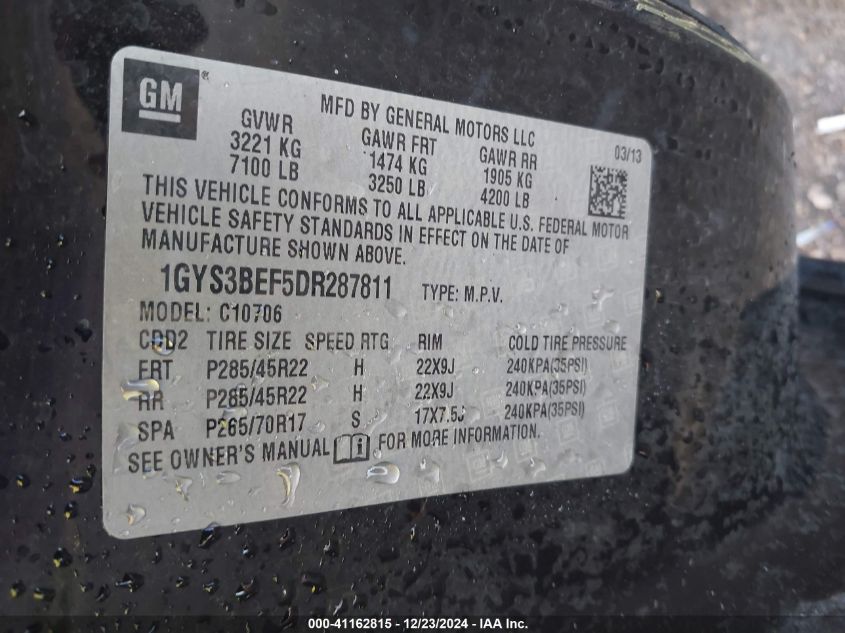 GM
MFD BY GENERAL MOTORS LLC
GVWR GAWR FRT GAWR RR 03/13
3221 KG 1474 KG 1905 KG
7100 LB 3250 LB 4200 LB
THIS VEHICLE CONFORMS TO ALL APPLICABLE U.S. FEDERAL MOTOR
VEHICLE SAFETY STANDARDS IN EFFECT ON THE DATE OF
MANUFACTURE SHOWN ABOVE.
1GYS3BEF5DR287811 TYPE: M.P.V.
MODEL: C10706
CDD2 TIRE SIZE SPEED RTG RIM COLD TIRE PRESSURE
FRT P285/45R22 H 22X9J 240KPA(35PSI)
RR P285/45R22 H 22X9J 240KPA(35PSI)
SPA P265/70R17 S 17X7.5J 240KPA(35PSI)
SEE OWNER'S MANUAL i FOR MORE INFORMATION.
000-41162815 - 12/23/2024 - IAA Inc.